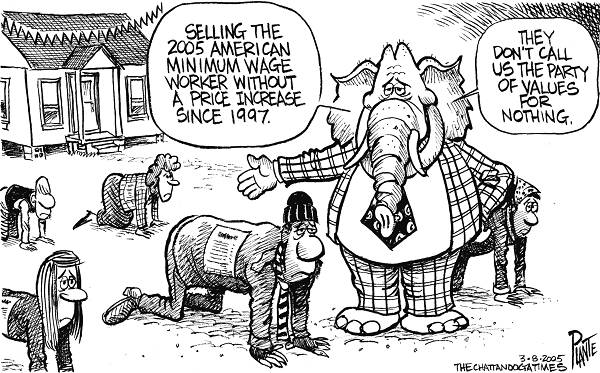 SELLING THE
2005 AMERICAN
MINIMUM WAGE
WORKER WITHOUT
A PRICE INCREASE
SINCE 1997.
THEY
DON'T CALL
US THE PARTY
OF VALUES
FOR
NOTHING.
3-8-2005
PLANTE
THE CHATTANOOGA TIMES